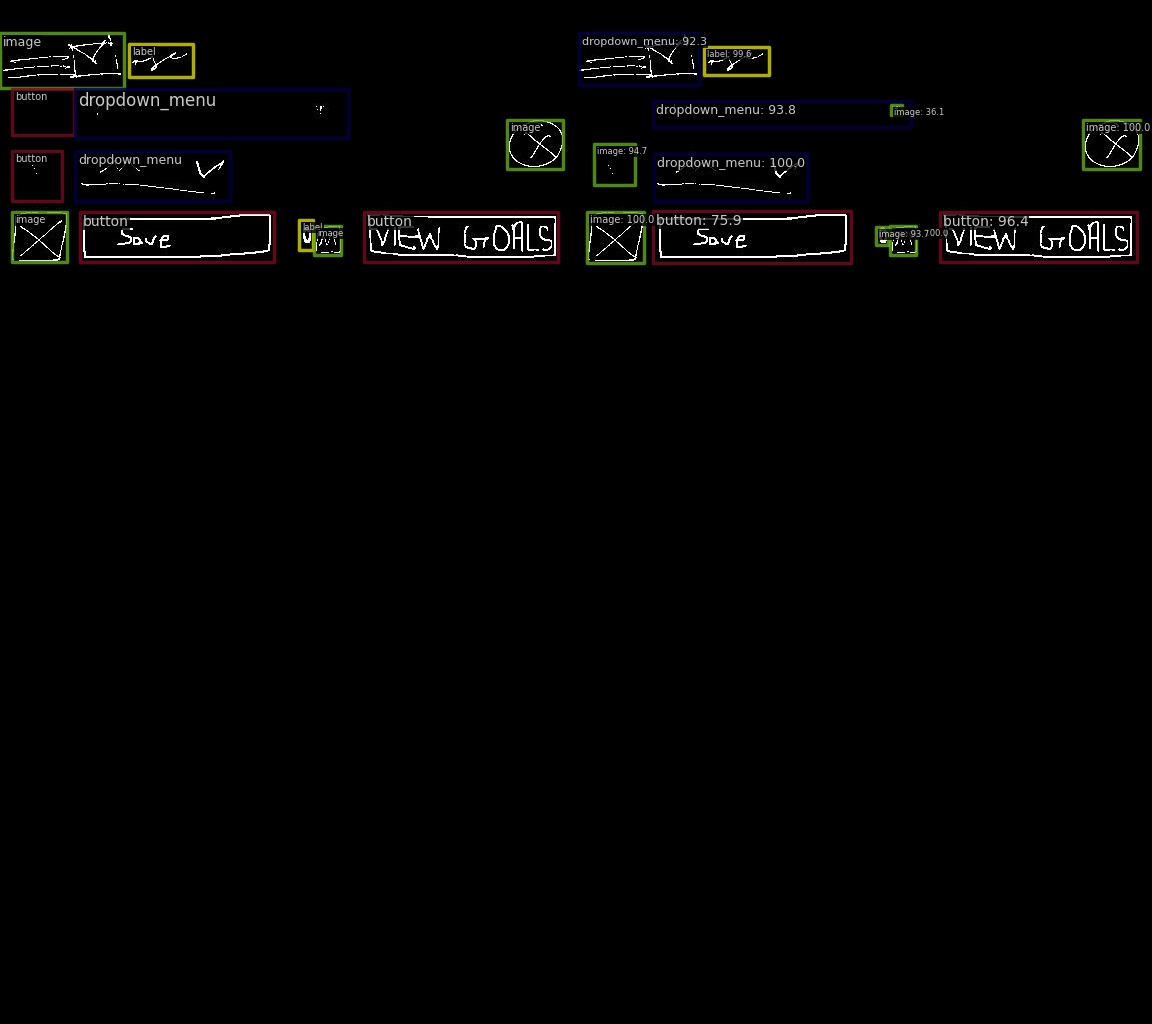 image
label
dropdown_menu: 92.3
label: 99.6
button
dropdown_menu
dropdown_menu: 93.8
image: 36.1
image
image: 100.0
button
dropdown_menu
image: 94.7
dropdown_menu: 100.0
image
button
label
image
button
image: 100.0
button: 75.9
image: 93.7
button: 96.4
Save
VIEW GOALS
Save
VIEW GOALS